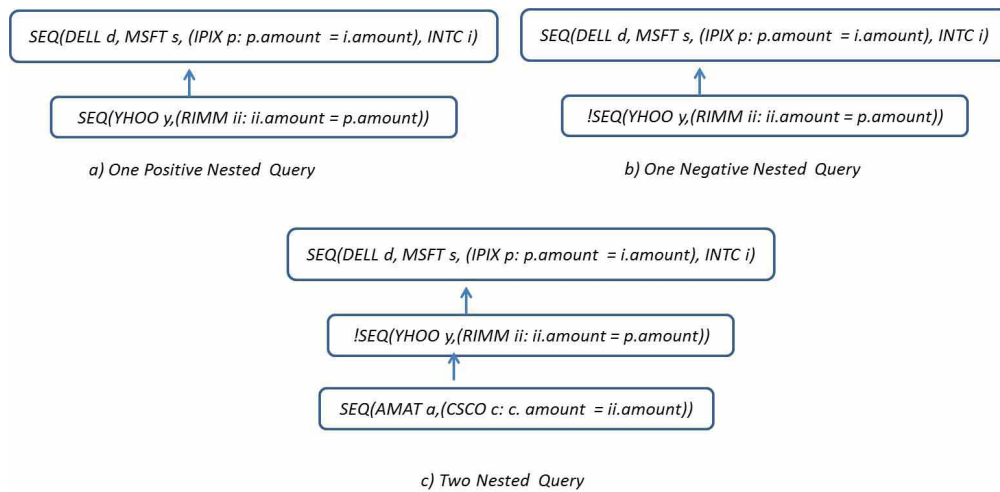 SEQ(DELL d, MSFT s, (IPIX p: p.amount = i.amount), INTC i)
SEQ(YHOO y,(RIMM ii: ii.amount = p.amount))
a) One Positive Nested Query
SEQ(DELL d, MSFT s, (IPIX p: p.amount = i.amount), INTC i)
!SEQ(YHOO y,(RIMM ii: ii.amount = p.amount))
b) One Negative Nested Query
SEQ(DELL d, MSFT s, (IPIX p: p.amount = i.amount), INTC i)
!SEQ(YHOO y,(RIMM ii: ii.amount = p.amount))
SEQ(AMAT a,(CSCO c: c. amount = ii.amount))
c) Two Nested Query